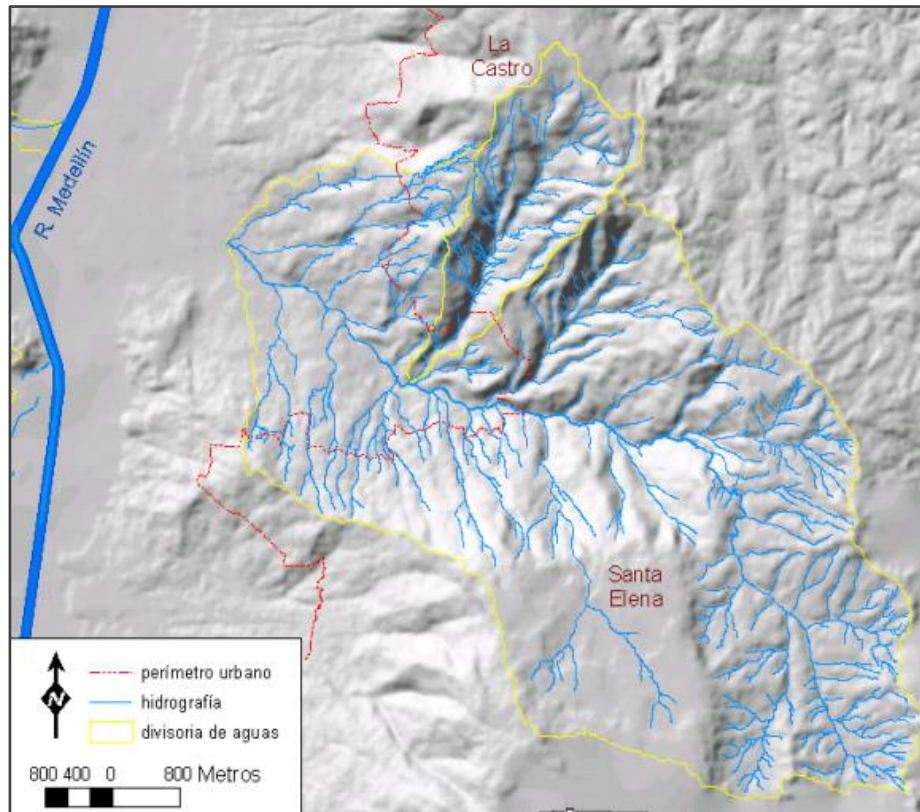 La
Castro
R. Medellín
Santa
Elena
N
perímetro urbano
hidrografía
divisoria de aguas
800 400 0 800 Metros